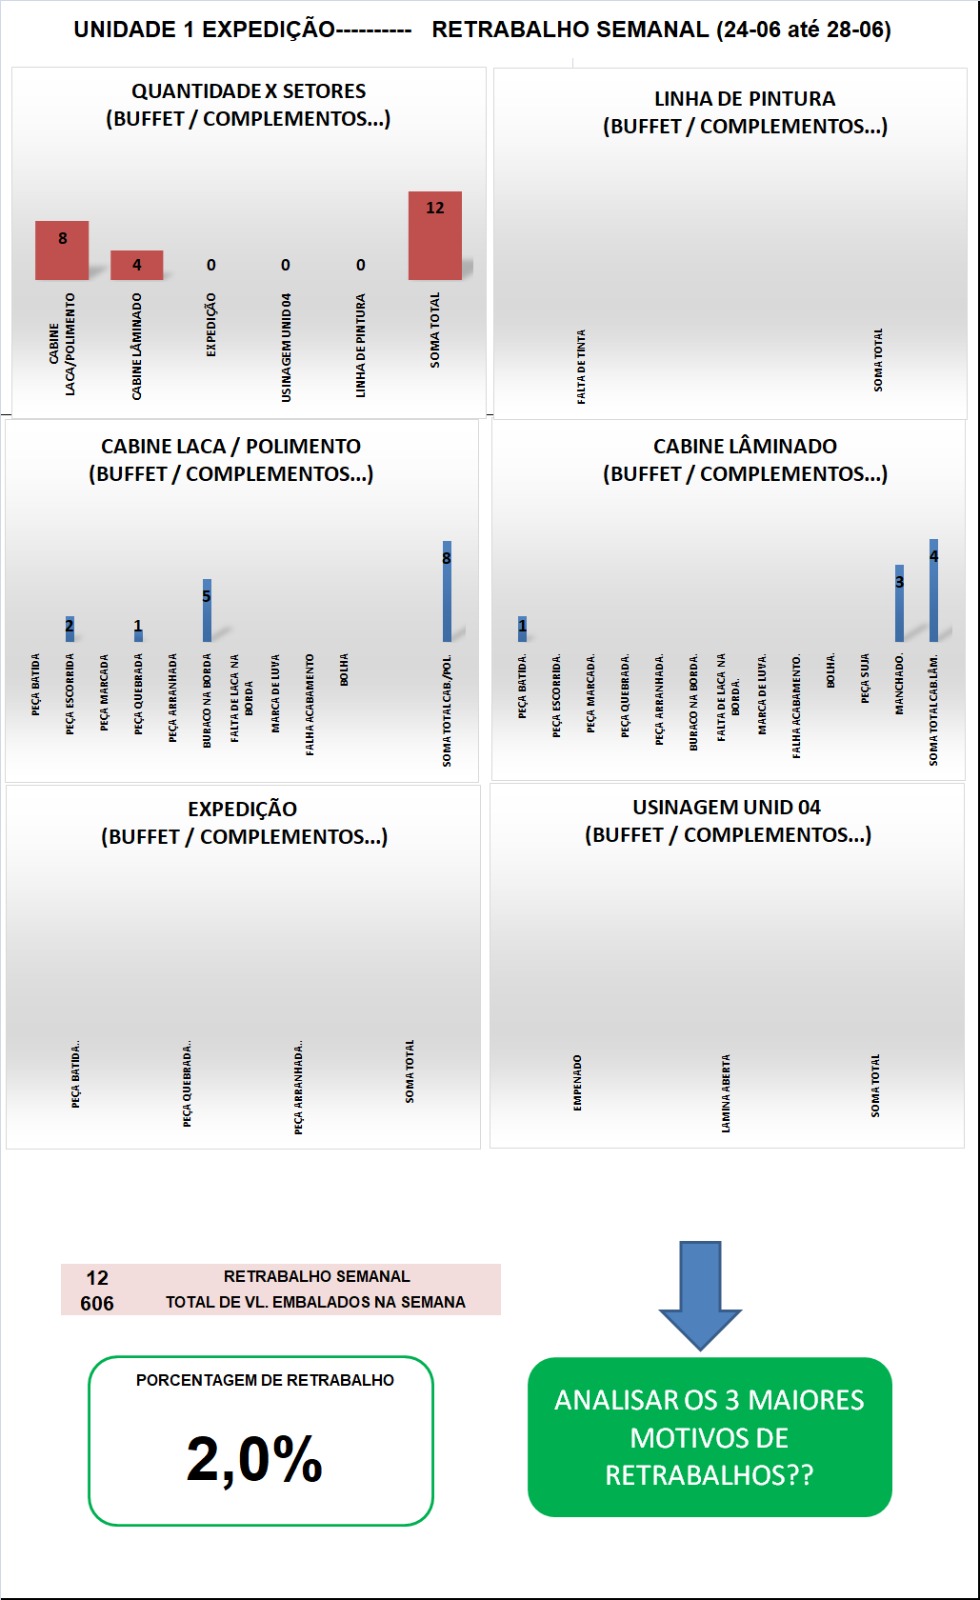 UNIDADE 1 EXPEDIÇÃO---------- RETRABALHO SEMANAL (24-06 até 28-06)
QUANTIDADE X SETORES
(BUFFET / COMPLEMENTOS...)
8
4
0
0
0
12
CABINE
LACA/POLIMENTO
CABINE LÂMINADO
EXPEDIÇÃO
USINAGEM UNID 04
LINHA DE PINTURA
SOMA TOTAL
LINHA DE PINTURA
(BUFFET / COMPLEMENTOS...)
FALTA DE TINTA
SOMA TOTAL
CABINE LACA / POLIMENTO
(BUFFET / COMPLEMENTOS...)
2
1
5
8
PEÇA BATIDA
PEÇA ESCORRIDA
PEÇA MARCADA
PEÇA QUEBRADA
PEÇA ARRANHADA
BURACO NA BORDA
FALTA DE LACA NA
BORDA
MARCA DE LUVA
FALHA ACABAMENTO
BOLHA
SOMA TOTAL CAB./POL.
CABINE LÂMINADO
(BUFFET / COMPLEMENTOS...)
1
3
4
PEÇA BATIDA.
PEÇA ESCORRIDA.
PEÇA MARCADA.
PEÇA QUEBRADA.
PEÇA ARRANHADA.
BURACO NA BORDA.
FALTA DE LACA NA
BORDA.
MARCA DE LUVA.
FALHA ACABAMENTO.
BOLHA.
PEÇA SUJA
MANCHADO.
SOMA TOTAL CAB.LÂM.
EXPEDIÇÃO
(BUFFET / COMPLEMENTOS...)
PEÇA BATIDA..
PEÇA QUEBRADA..
PEÇA ARRANHADA..
SOMA TOTAL
USINAGEM UNID 04
(BUFFET / COMPLEMENTOS...)
EMPENADO
LAMINA ABERTA
SOMA TOTAL
12 RETRABALHO SEMANAL
606 TOTAL DE VL. EMBALADOS NA SEMANA
PORCENTAGEM DE RETRABALHO
2,0%
ANALISAR OS 3 MAIORES
MOTIVOS DE
RETRABALHOS??